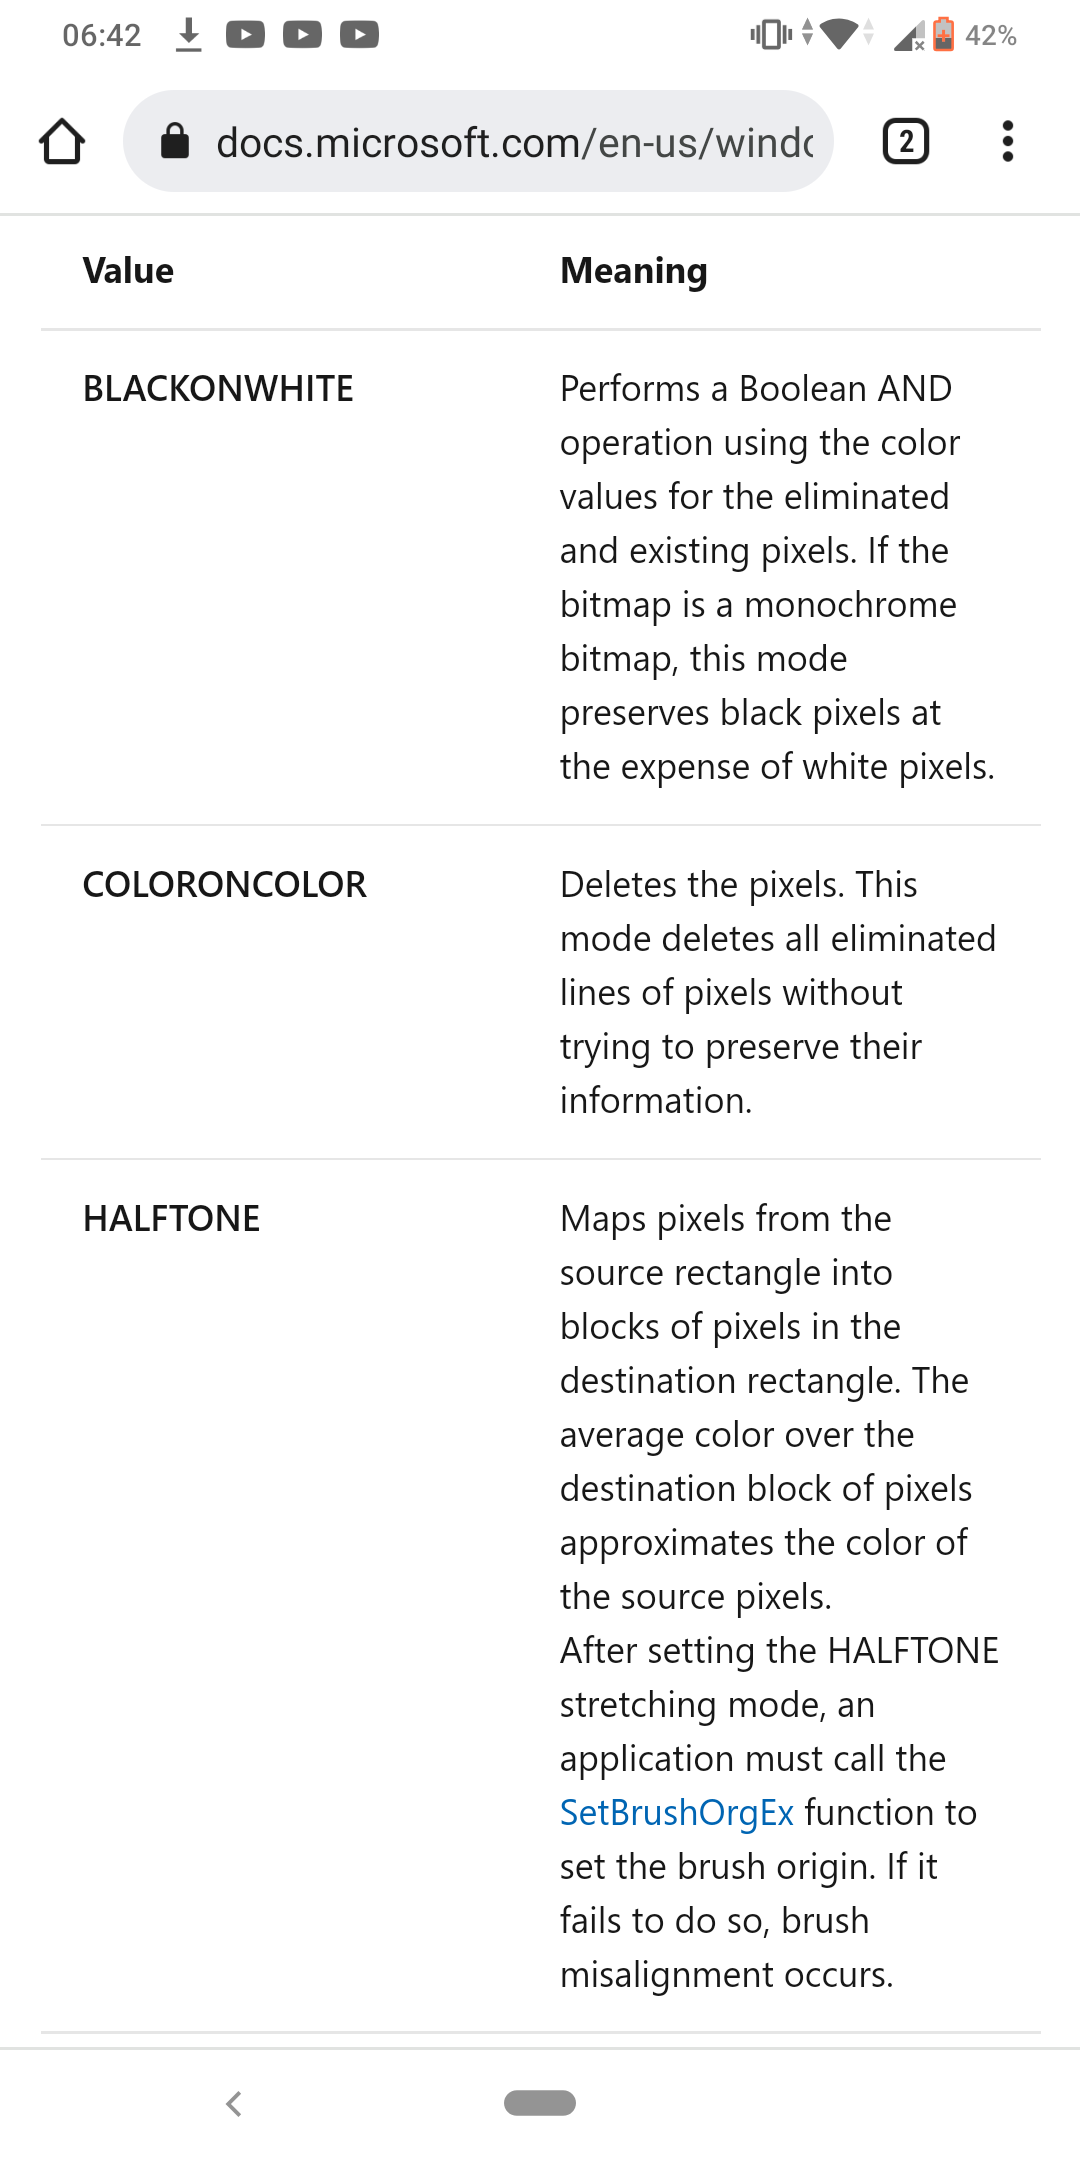 06:42
42%
docs.microsoft.com/en-us/windo
2
Value
Meaning
BLACKONWHITE
Performs a Boolean AND
operation using the color
values for the eliminated
and existing pixels. If the
bitmap is a monochrome
bitmap, this mode
preserves black pixels at
the expense of white pixels.
COLORONCOLOR
Deletes the pixels. This
mode deletes all eliminated
lines of pixels without
trying to preserve their
information.
HALFTONE
Maps pixels from the
source rectangle into
blocks of pixels in the
destination rectangle. The
average color over the
destination block of pixels
approximates the color of
the source pixels.
After setting the HALFTONE
stretching mode, an
application must call the
SetBrushOrgEx function to
set the brush origin. If it
fails to do so, brush
misalignment occurs.